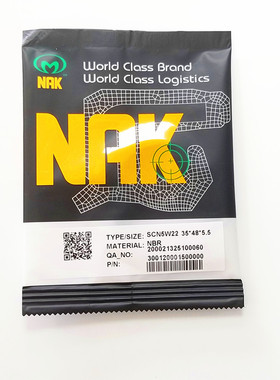 NAK
World Class Brand
World Class Logistics
NAK
TYPE/SIZE: SCN5W22 35*48*5.5
MATERIAL: NBR
QA_NO: 200021325100060
P/N: 300120001500000